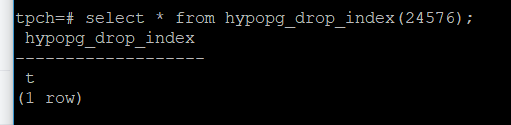 tpch=# select * from hypopg_drop_index(24576);
 hypopg_drop_index
-------------------
 t
(1 row)